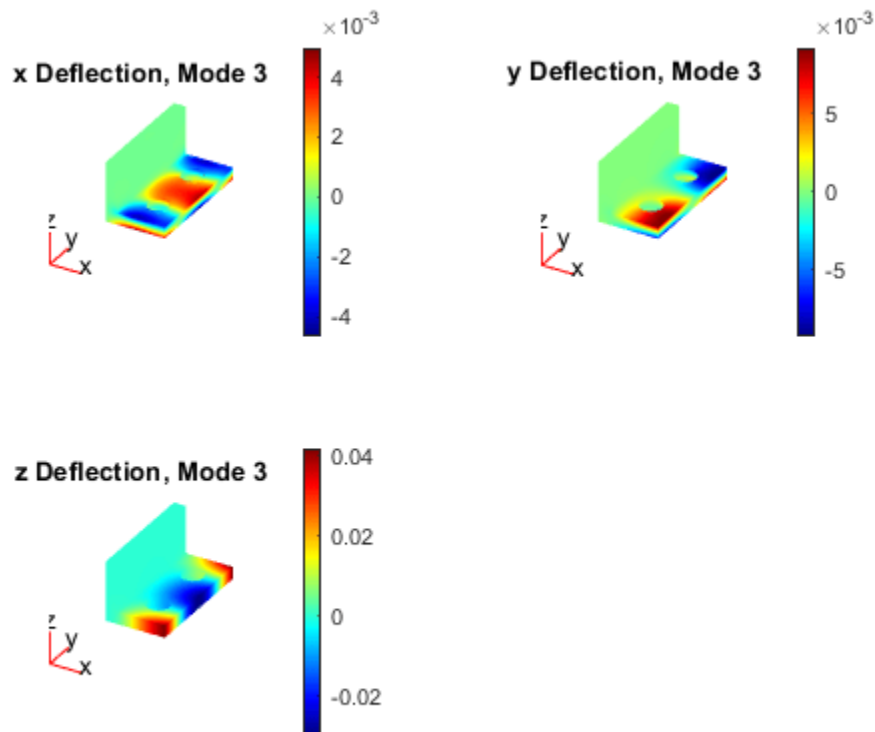 ×10⁻³
x Deflection, Mode 3
4
2
0
-2
-4
z
y
x
×10⁻³
y Deflection, Mode 3
5
0
-5
z
y
x
z Deflection, Mode 3
0.04
0.02
0
-0.02
z
y
x